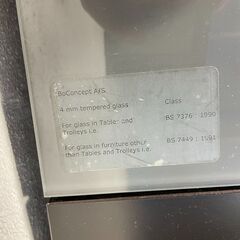 BoConcept A/S.
4 mm tempered glass Class
For glass in Tables and BS 7376 : 1990
Trolleys i.e.
For glass in furniture other BS 7449 : 1991
than Tables and Trolleys i.e.